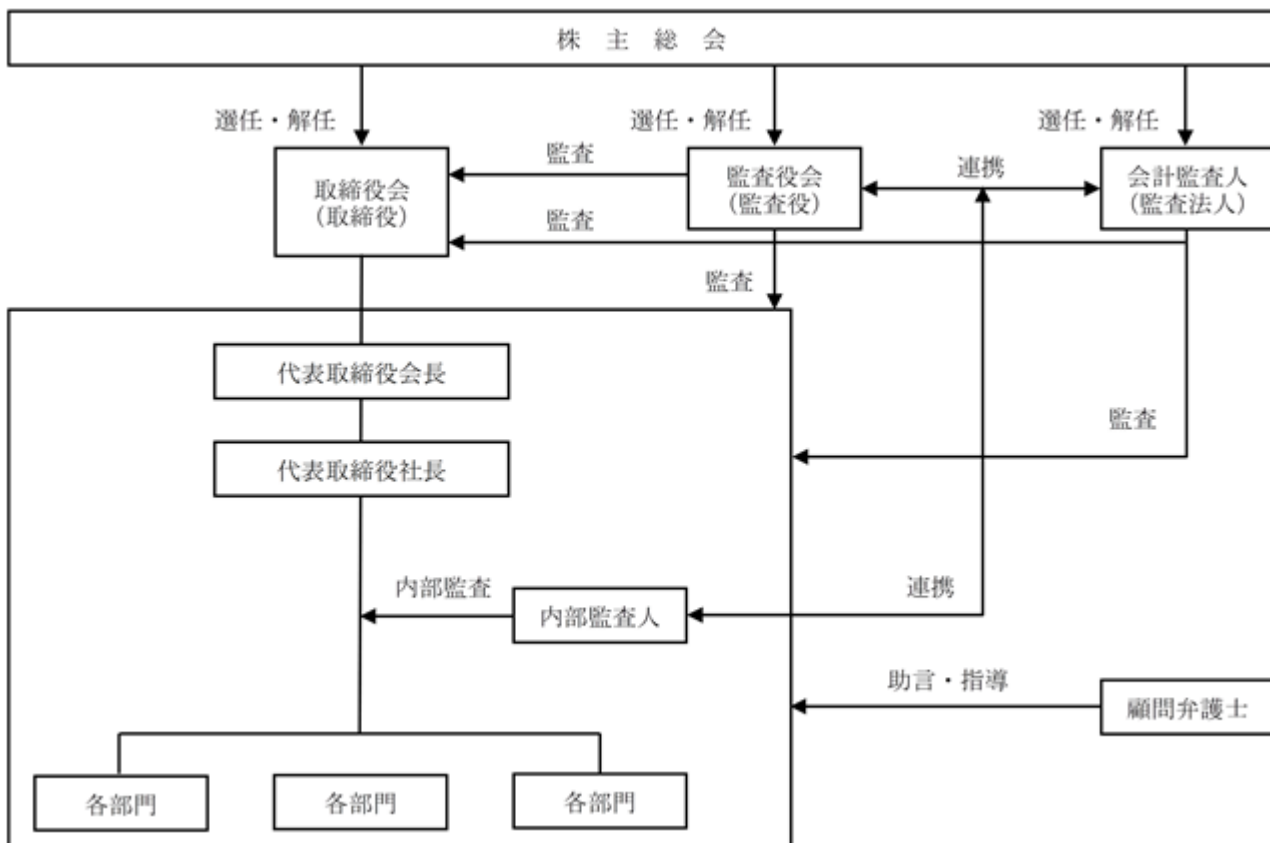 株 主 総 会
選任・解任
選任・解任
選任・解任
取締役会
（取締役）
監査
監査
監査役会
（監査役）
連携
会計監査人
（監査法人）
監査
代表取締役会長
代表取締役社長
監査
内部監査
内部監査人
連携
助言・指導
顧問弁護士
各部門
各部門
各部門